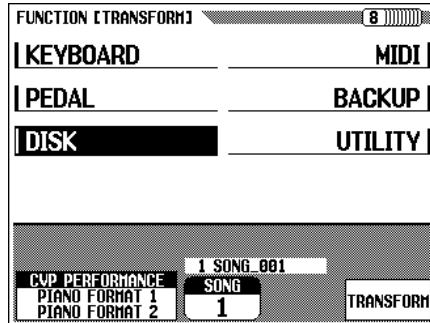 FUNCTION [TRANSFORM]
8
KEYBOARD
MIDI
PEDAL
BACKUP
DISK
UTILITY
1 SONG_001
CVP PERFORMANCE
PIANO FORMAT 1
PIANO FORMAT 2
SONG
1
TRANSFORM